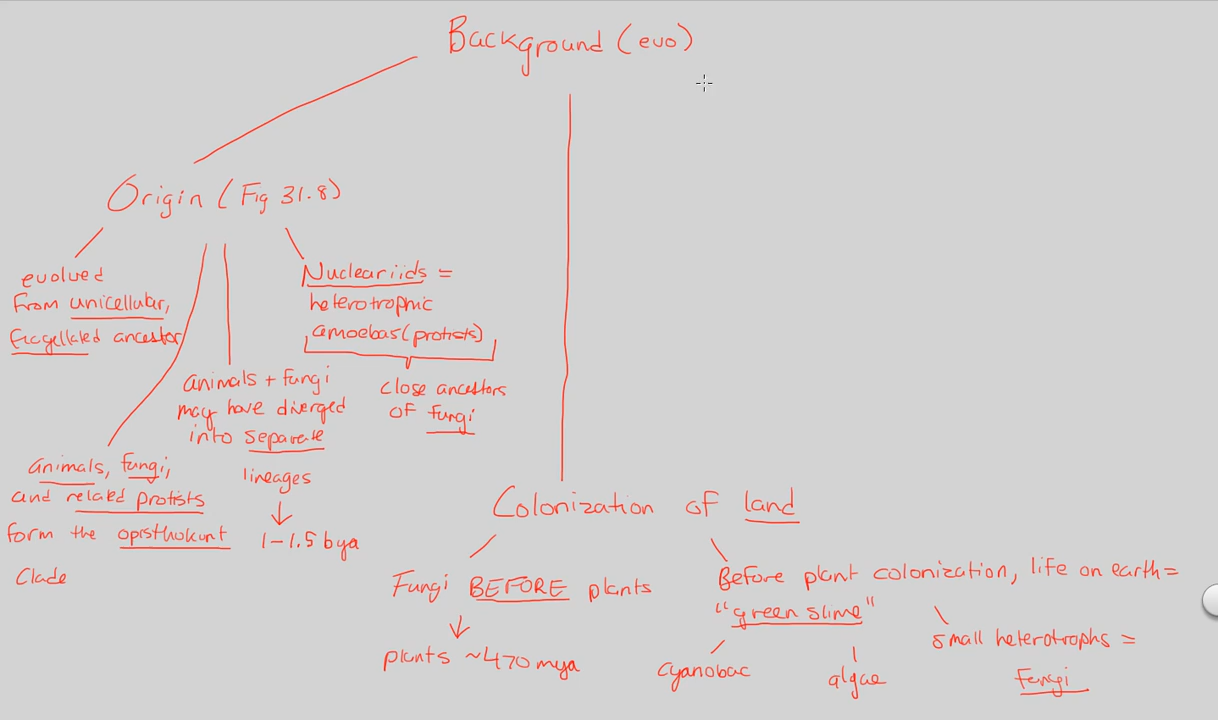 Background (evo)
Origin (Fig 31.8)
evolved
from unicellular,
flagellated ancestor
animals, fungi,
and related protists
form the opisthokunt
Clade
animals + fungi
may have diverged
into separate
lineages
1-1.5 bya
Nucleariids =
heterotrophic
amoebas (protists)
close ancestors
of fungi
Colonization of land
Fungi BEFORE plants
plants ~470 mya
Before plant colonization, life on earth =
"green slime"
cyanobac
algae
small heterotrophs =
fungi